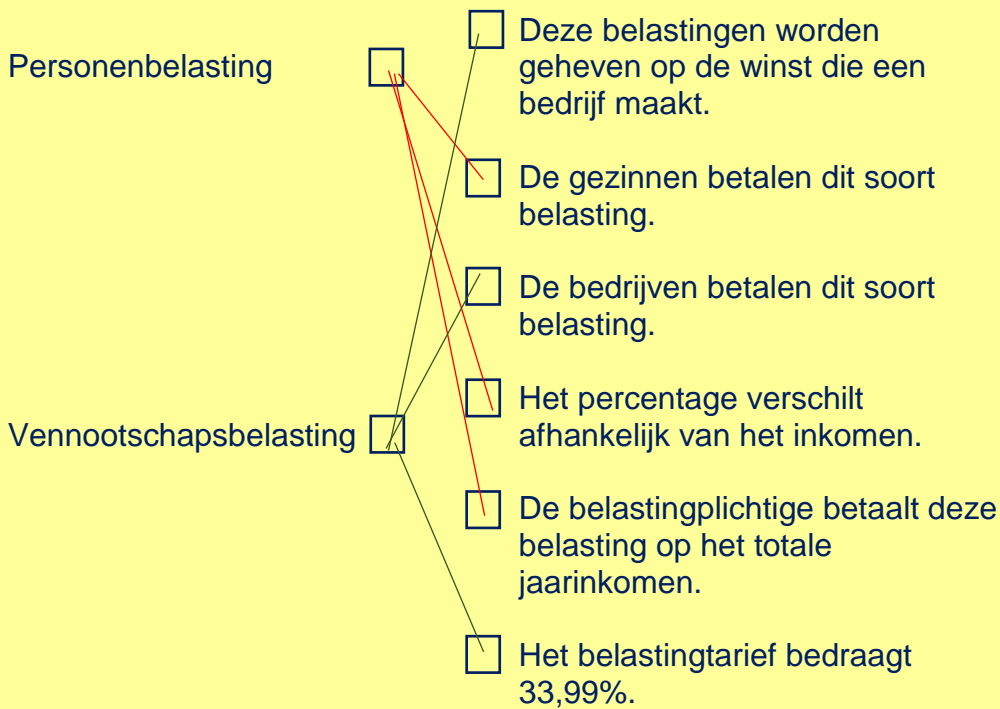 Personenbelasting
Vennootschapsbelasting
Deze belastingen worden
geheven op de winst die een
bedrijf maakt.
De gezinnen betalen dit soort
belasting.
De bedrijven betalen dit soort
belasting.
Het percentage verschilt
afhankelijk van het inkomen.
De belastingplichtige betaalt deze
belasting op het totale
jaarinkomen.
Het belastingtarief bedraagt
33,99%.